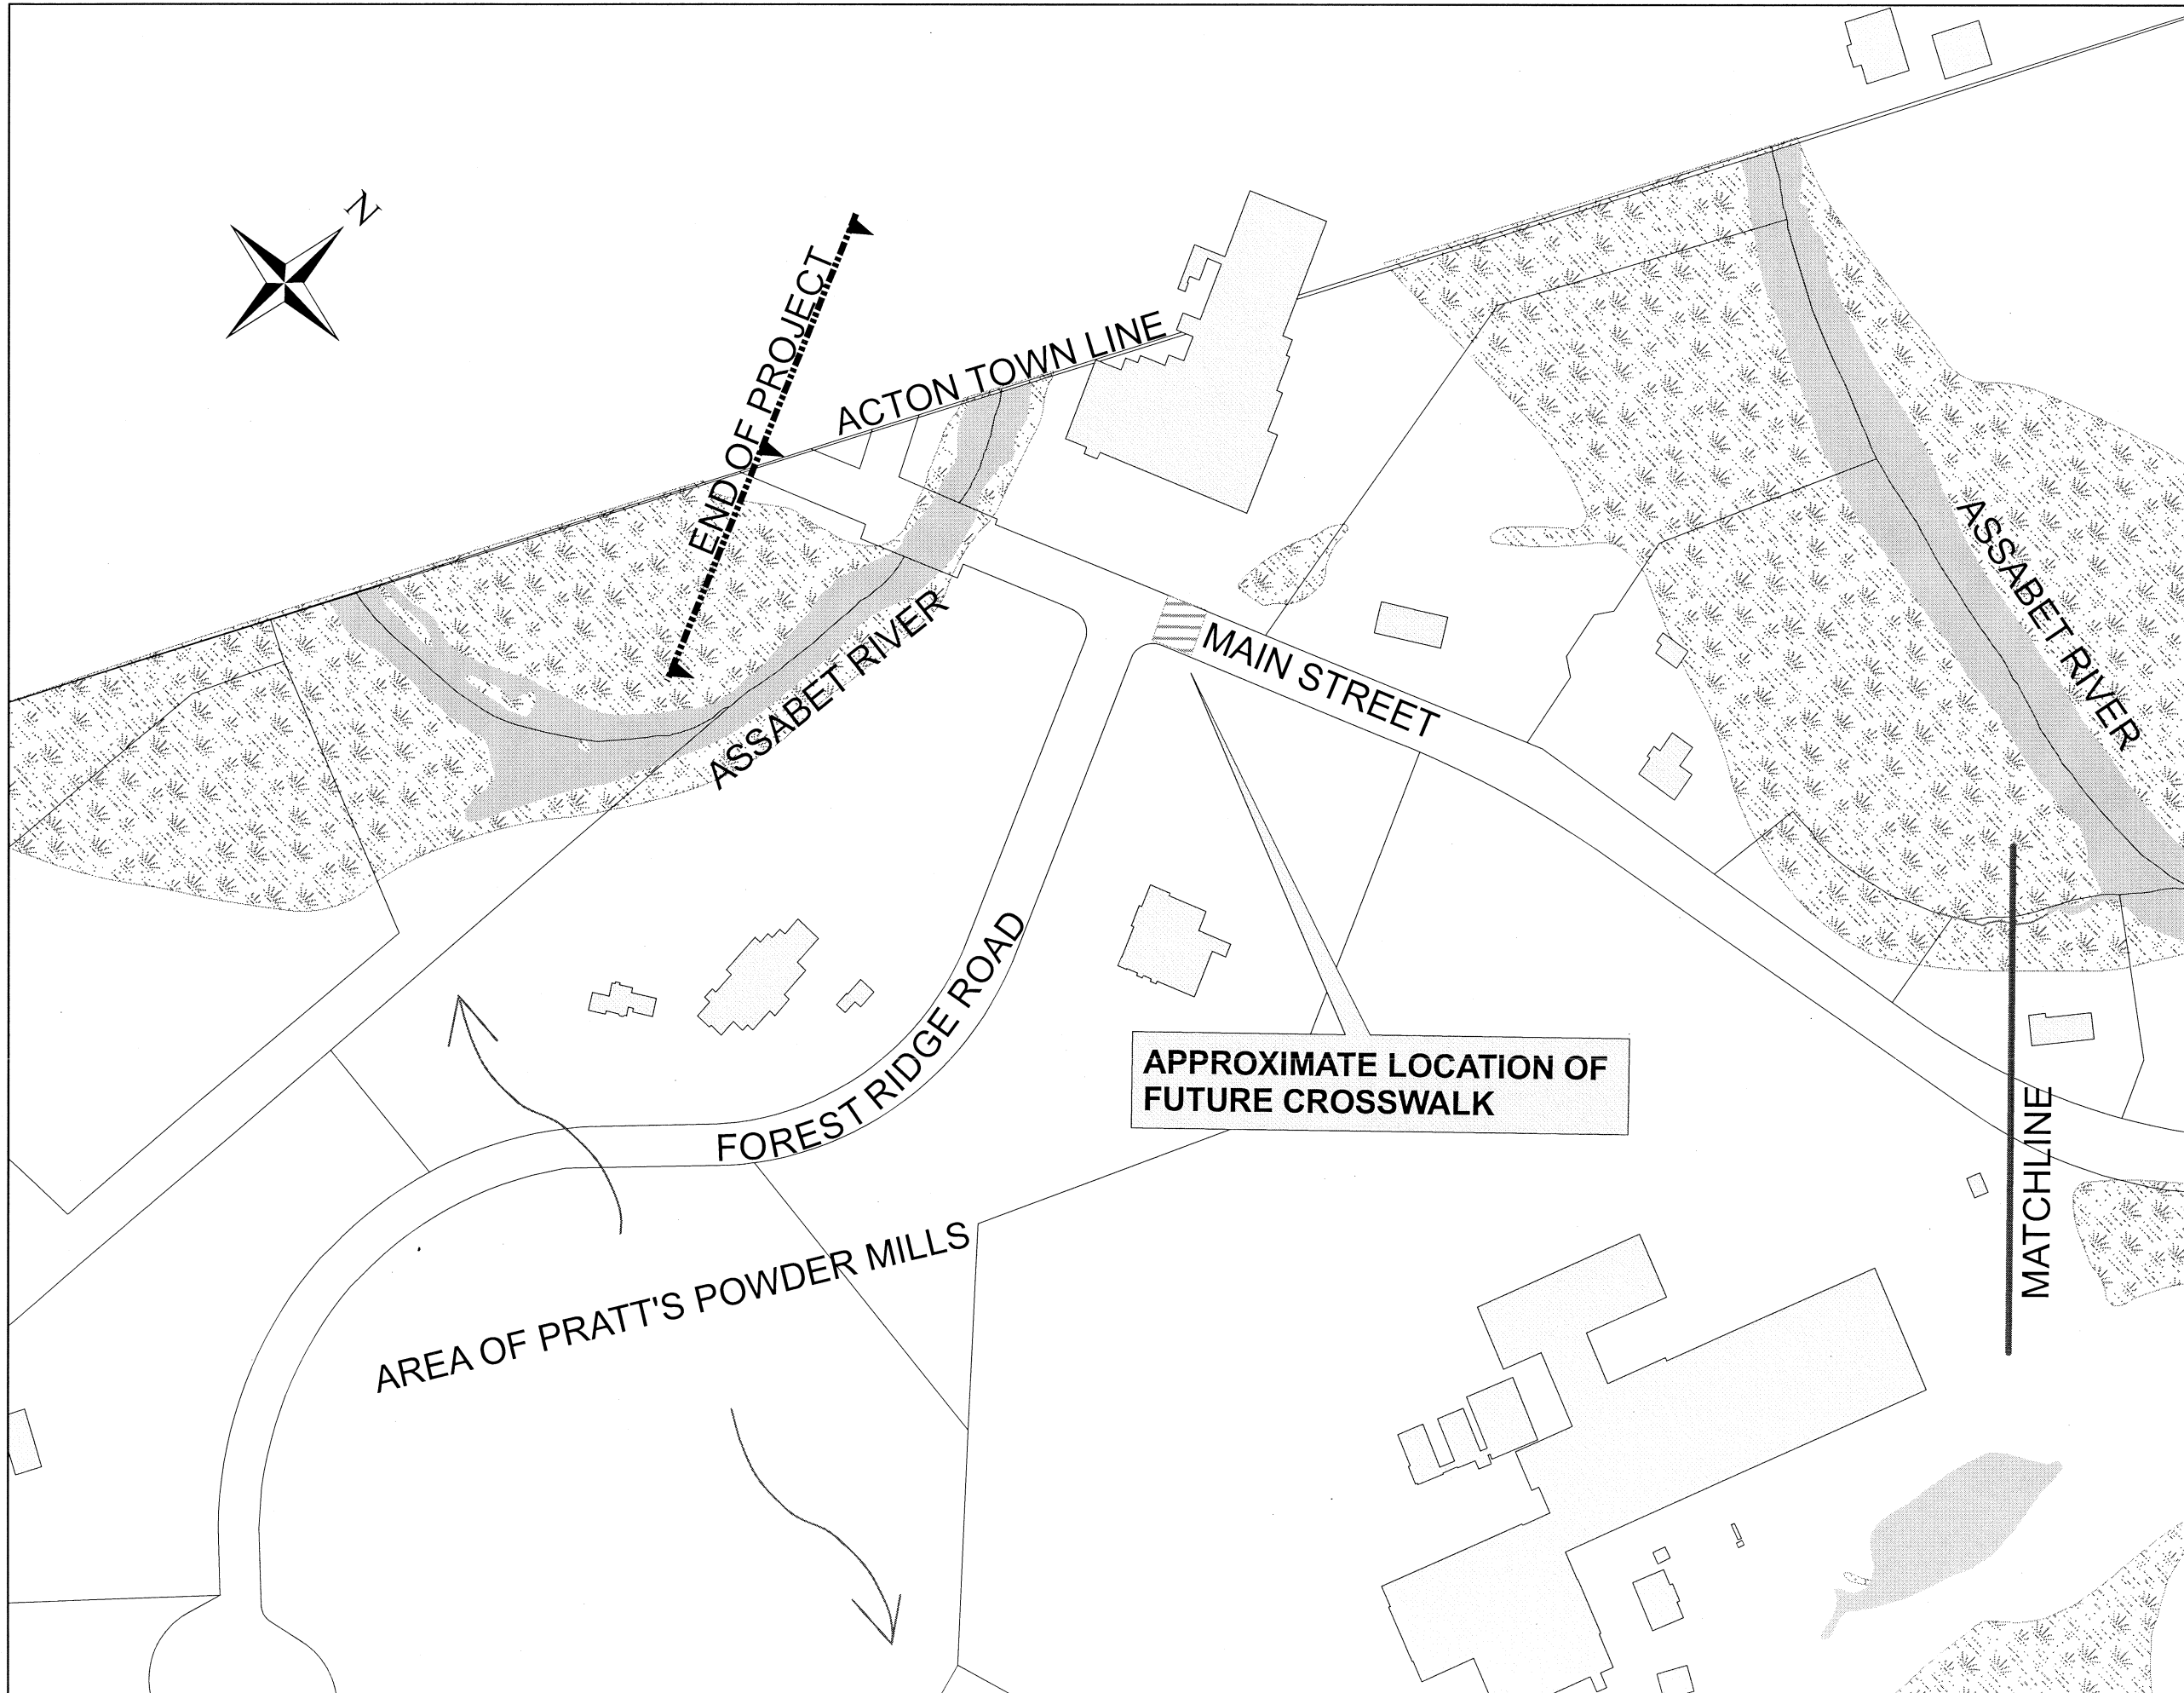 N
END OF PROJECT
ACTON TOWN LINE
ASSABET RIVER
MAIN STREET
ASSABET RIVER
FOREST RIDGE ROAD
APPROXIMATE LOCATION OF
FUTURE CROSSWALK
MATCHLINE
AREA OF PRATT'S POWDER MILLS